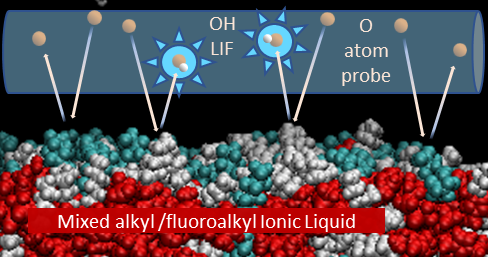 OH
LIF
O
atom
probe
Mixed alkyl /fluoroalkyl Ionic Liquid